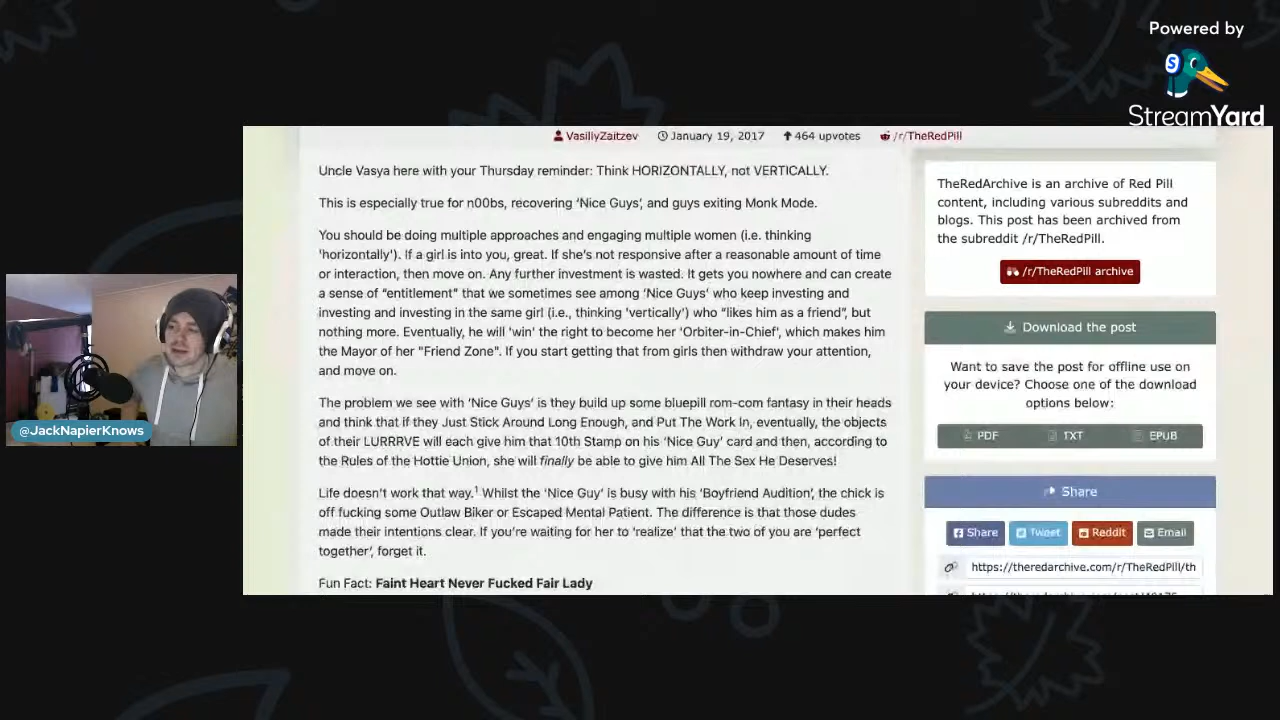 Powered by
S
StreamYard
VasillyZaitzev January 19, 2017 464 upvotes /r/TheRedPill
Uncle Vasya here with your Thursday reminder: Think HORIZONTALLY, not VERTICALLY.
This is especially true for n00bs, recovering ‘Nice Guys’, and guys exiting Monk Mode.
You should be doing multiple approaches and engaging multiple women (i.e. thinking
'horizontally'). If a girl is into you, great. If she's not responsive after a reasonable amount of time
or interaction, then move on. Any further investment is wasted. It gets you nowhere and can create
a sense of “entitlement” that we sometimes see among ‘Nice Guys’ who keep investing and
investing and investing in the same girl (i.e., thinking 'vertically') who “likes him as a friend”, but
nothing more. Eventually, he will 'win' the right to become her 'Orbiter-in-Chief', which makes him
the Mayor of her "Friend Zone". If you start getting that from girls then withdraw your attention,
and move on.
The problem we see with ‘Nice Guys’ is they build up some bluepill rom-com fantasy in their heads
and think that if they Just Stick Around Long Enough, and Put The Work In, eventually, the objects
of their LURRRVE will each give him that 10th Stamp on his ‘Nice Guy’ card and then, according to
the Rules of the Hottie Union, she will finally be able to give him All The Sex He Deserves!
Life doesn’t work that way.¹ Whilst the ‘Nice Guy’ is busy with his ‘Boyfriend Audition’, the chick is
off fucking some Outlaw Biker or Escaped Mental Patient. The difference is that those dudes
made their intentions clear. If you’re waiting for her to ‘realize’ that the two of you are ‘perfect
together’, forget it.
Fun Fact: Faint Heart Never Fucked Fair Lady
TheRedArchive is an archive of Red Pill
content, including various subreddits and
blogs. This post has been archived from
the subreddit /r/TheRedPill.
/r/TheRedPill archive
Download the post
Want to save the post for offline use on
your device? Choose one of the download
options below:
PDF TXT EPUB
Share
Share Tweet Reddit Email
https://theredarchive.com/r/TheRedPill/th
@JackNapierKnows